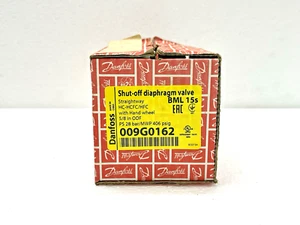 Danfoss
Shut-off diaphragm valve
BML 15s
Straightway
HC-HCFC/HFC
with Hand wheel
5/8 in ODF
PS 28 bar/MWP 406 psig
009G0162
EAC